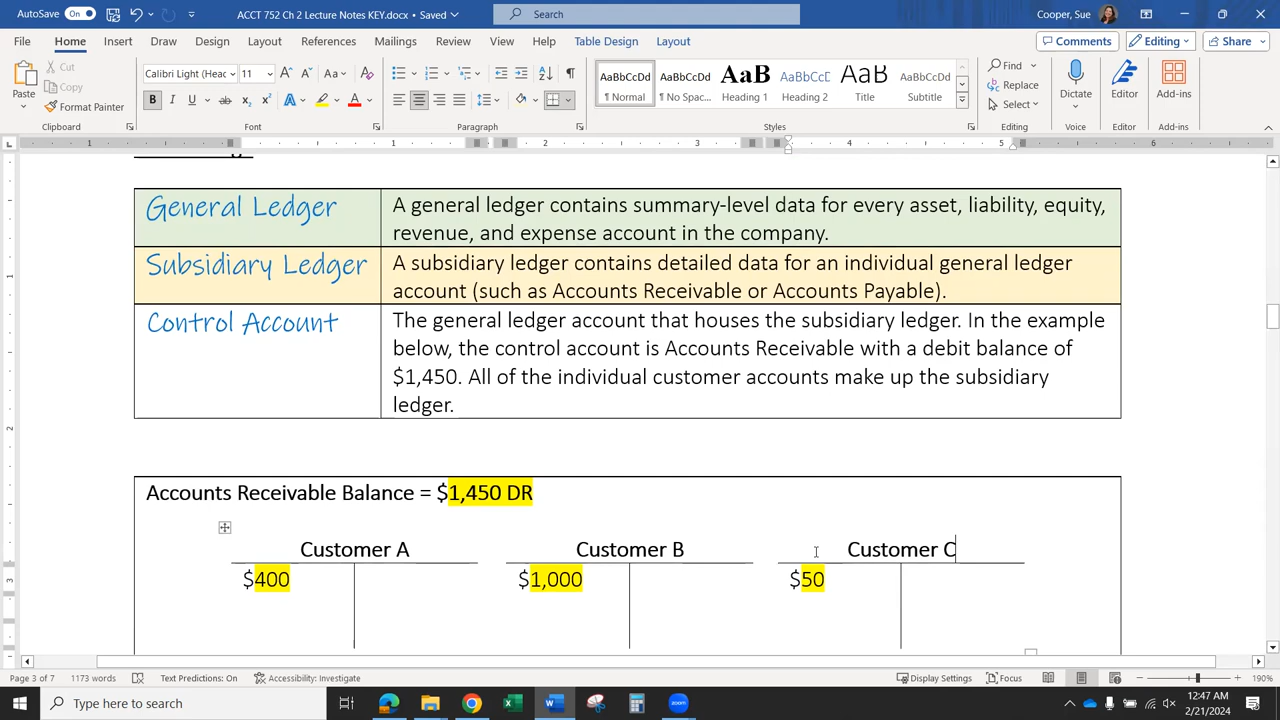 AutoSave On ACCT 752 Ch 2 Lecture Notes KEY.docx • Saved Search Cooper, Sue
File Home Insert Draw Design Layout References Mailings Review View Help Table Design Layout Comments Editing Share
Paste Cut Copy Format Painter
Calibri Light (Head 11
AaBbCcDd AaBbCcDd AaB AaBbCcD AaB AaBbCcDd
¶ Normal ¶ No Spac... Heading 1 Heading 2 Title Subtitle
Find Replace Select Dictate Editor Add-ins
Clipboard Font Paragraph Styles Editing Voice Editor Add-ins
1 1 2 3 4 5 6
General Ledger
A general ledger contains summary-level data for every asset, liability, equity,
revenue, and expense account in the company.
Subsidiary Ledger
A subsidiary ledger contains detailed data for an individual general ledger
account (such as Accounts Receivable or Accounts Payable).
Control Account
The general ledger account that houses the subsidiary ledger. In the example
below, the control account is Accounts Receivable with a debit balance of
$1,450. All of the individual customer accounts make up the subsidiary
ledger.
Accounts Receivable Balance = $1,450 DR
Customer A Customer B Customer C
$400 $1,000 $50
Page 3 of 7 1173 words Text Predictions: On Accessibility: Investigate Display Settings Focus 190%
Type here to search
zoom
12:47 AM
2/21/2024